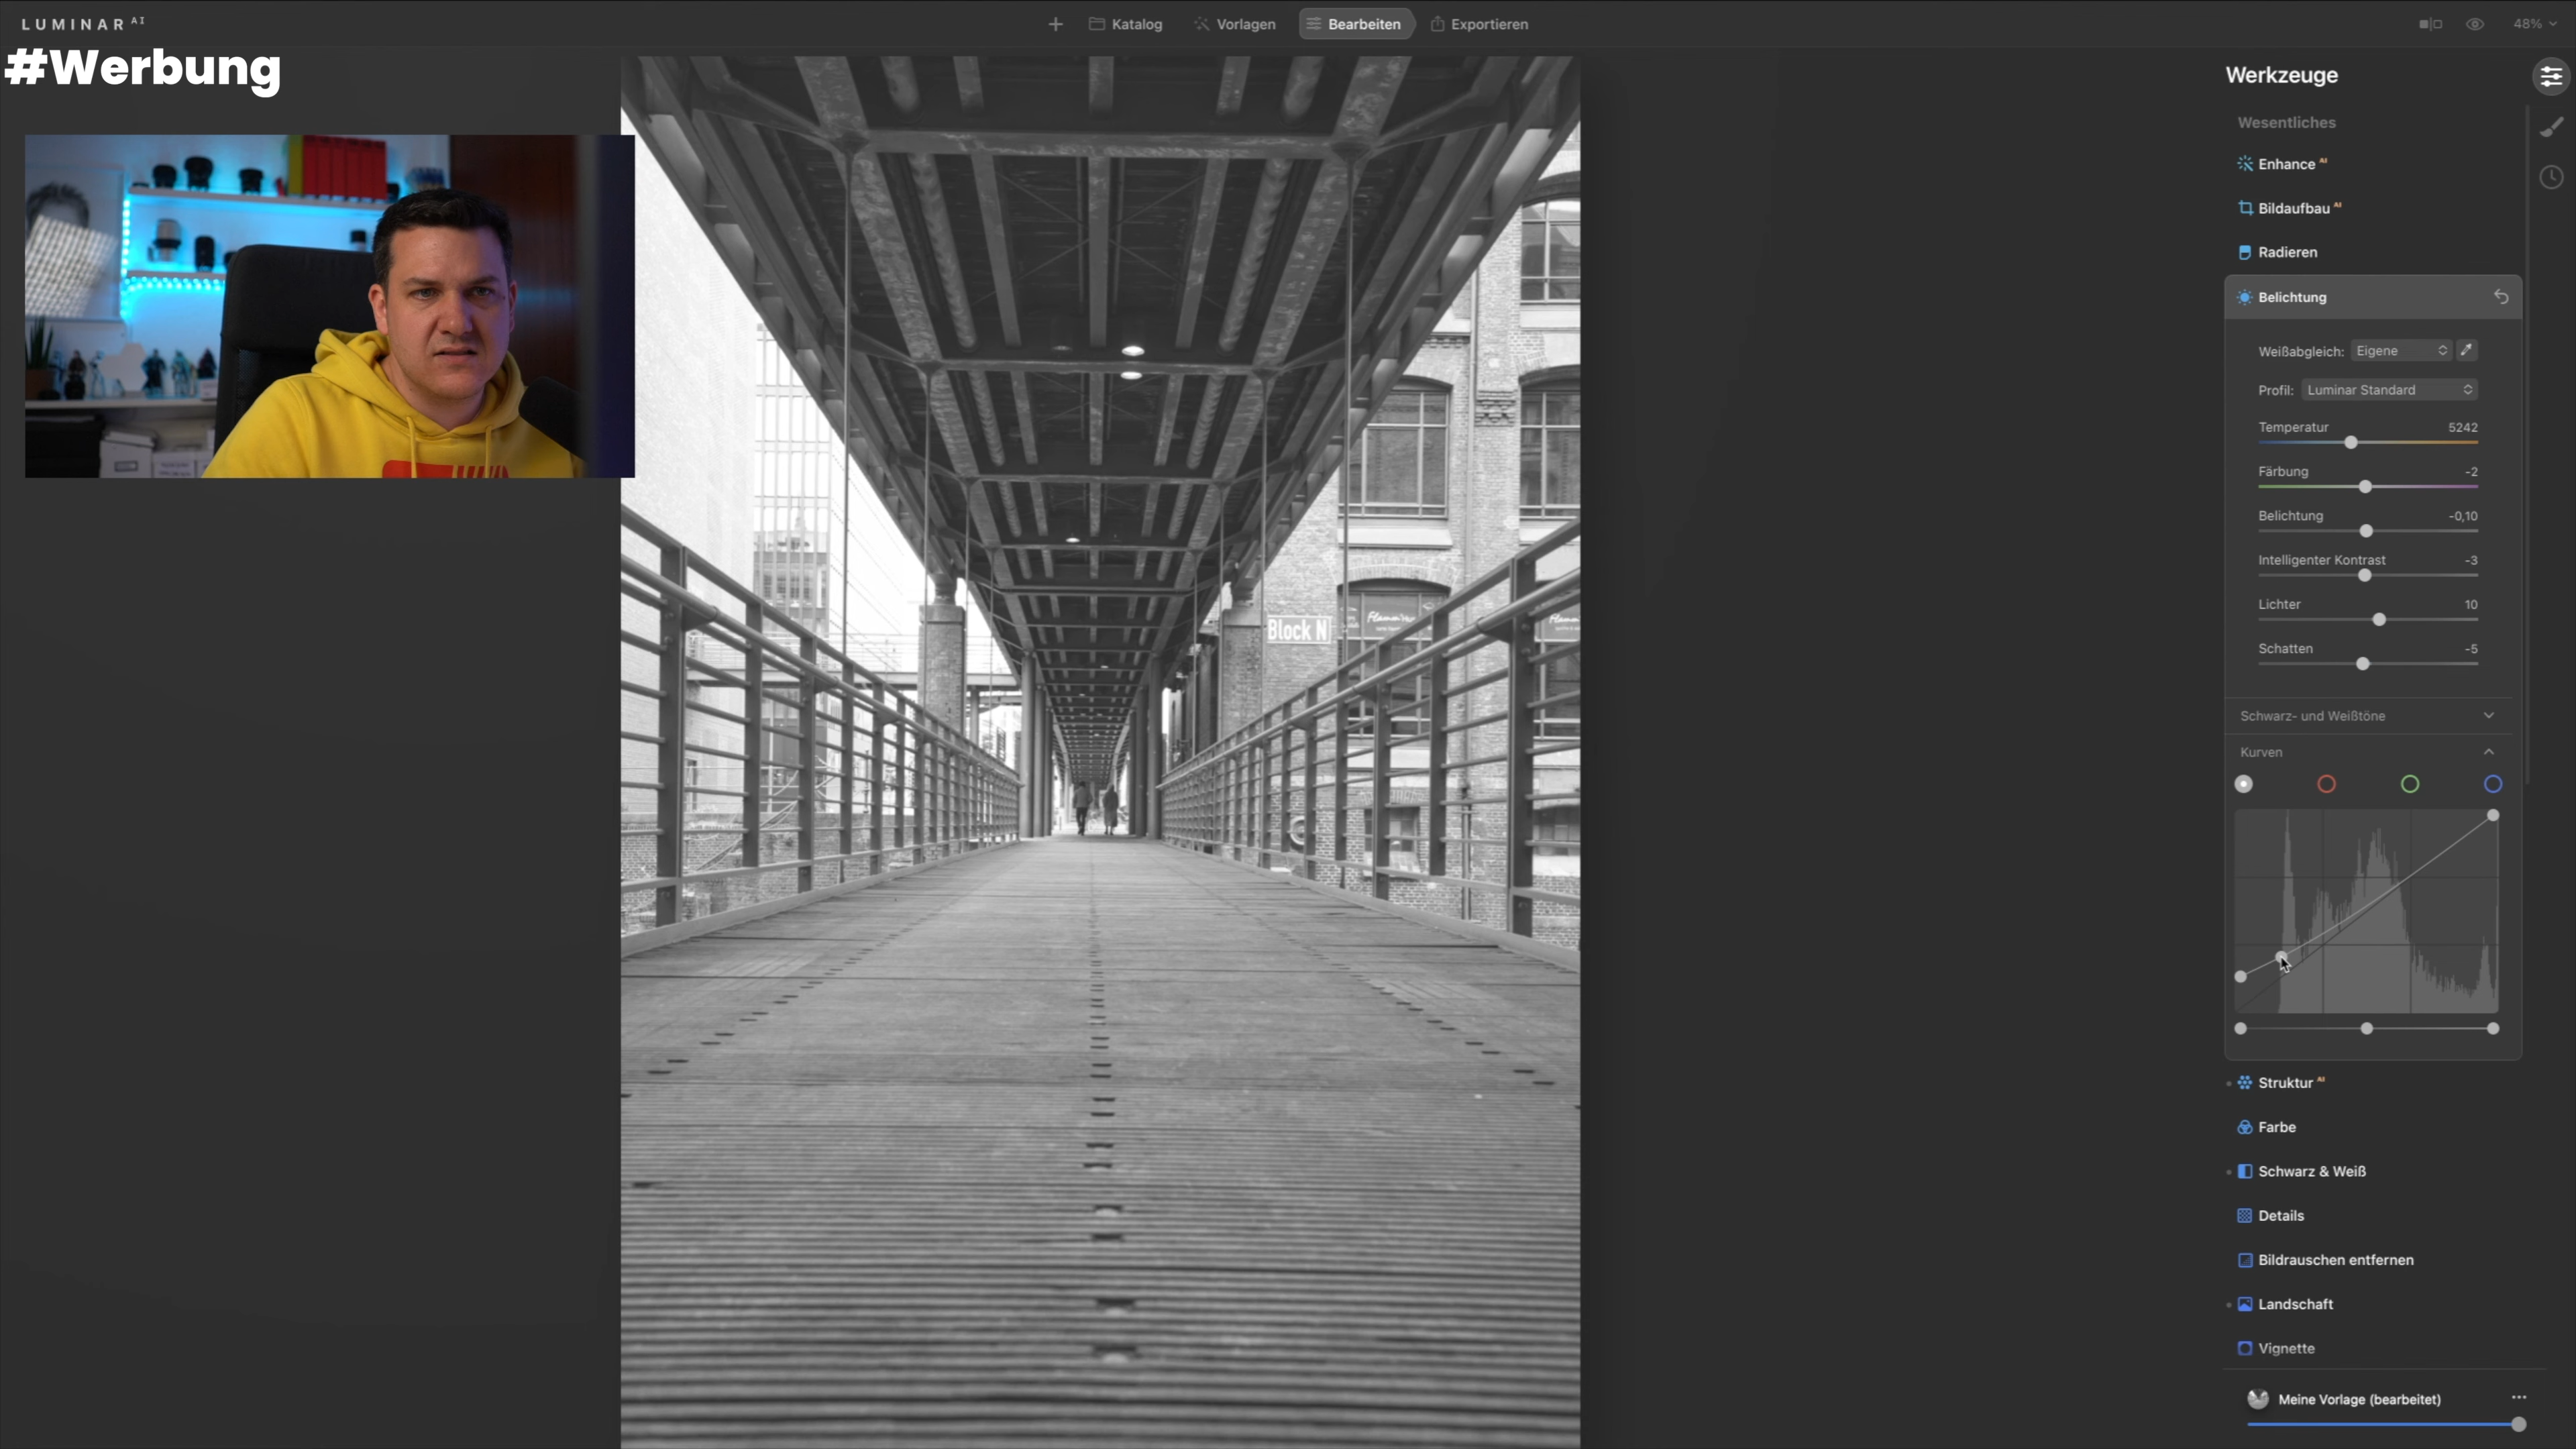 LUMINAR AI
Katalog
Vorlagen
Bearbeiten
Exportieren
48%
#Werbung
Werkzeuge
Wesentliches
Enhance AI
Bildaufbau AI
Radieren
Belichtung
Weißabgleich: Eigene
Profil: Luminar Standard
Temperatur 5242
Färbung -2
Belichtung -0,10
Intelligenter Kontrast -3
Lichter 10
Schatten -5
Schwarz- und Weißtöne
Kurven
Block N
Struktur AI
Farbe
Schwarz & Weiß
Details
Bildrauschen entfernen
Landschaft
Vignette
Meine Vorlage (bearbeitet)